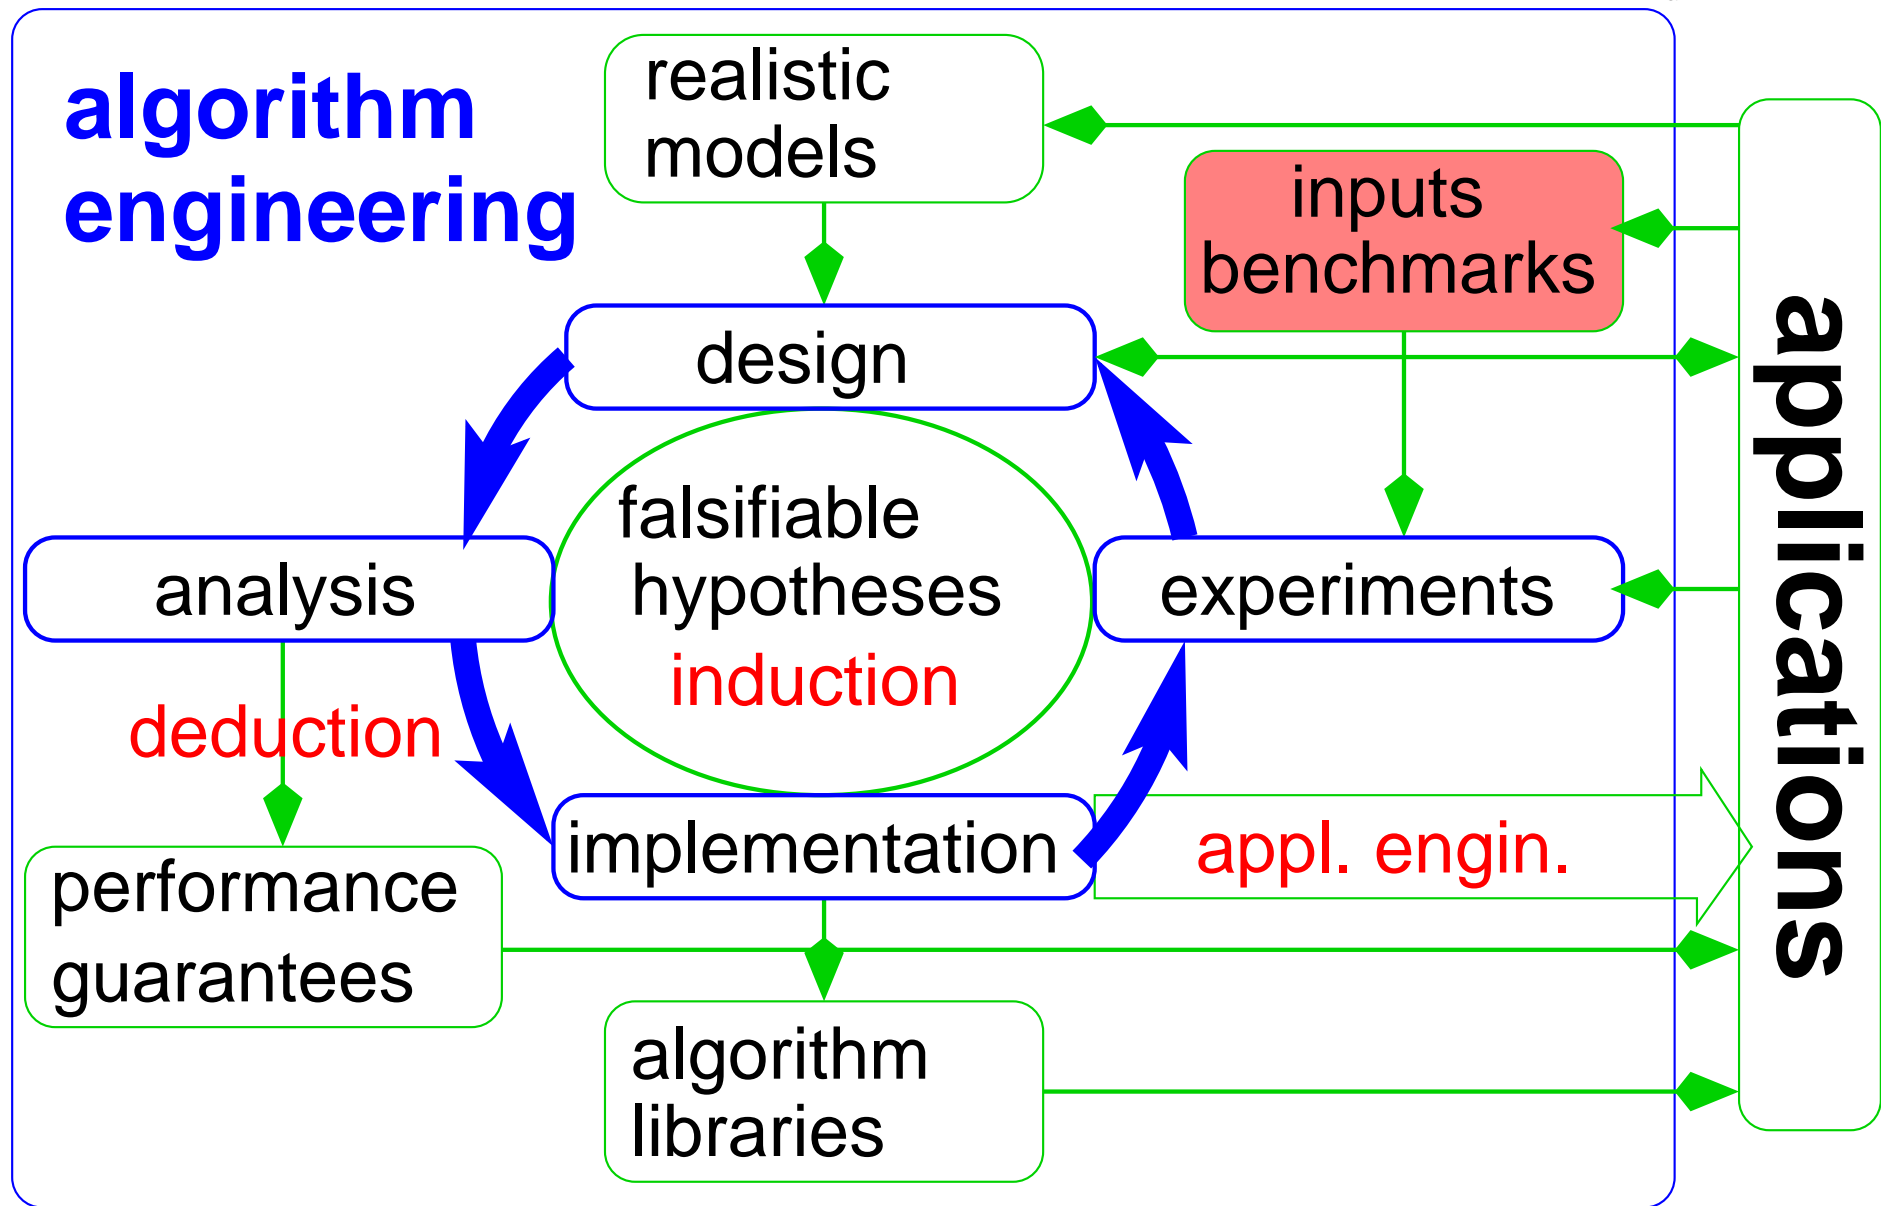 algorithm
engineering
realistic
models
inputs
benchmarks
design
falsifiable
hypotheses
induction
analysis
experiments
deduction
implementation
appl. engin.
performance
guarantees
algorithm
libraries
applications